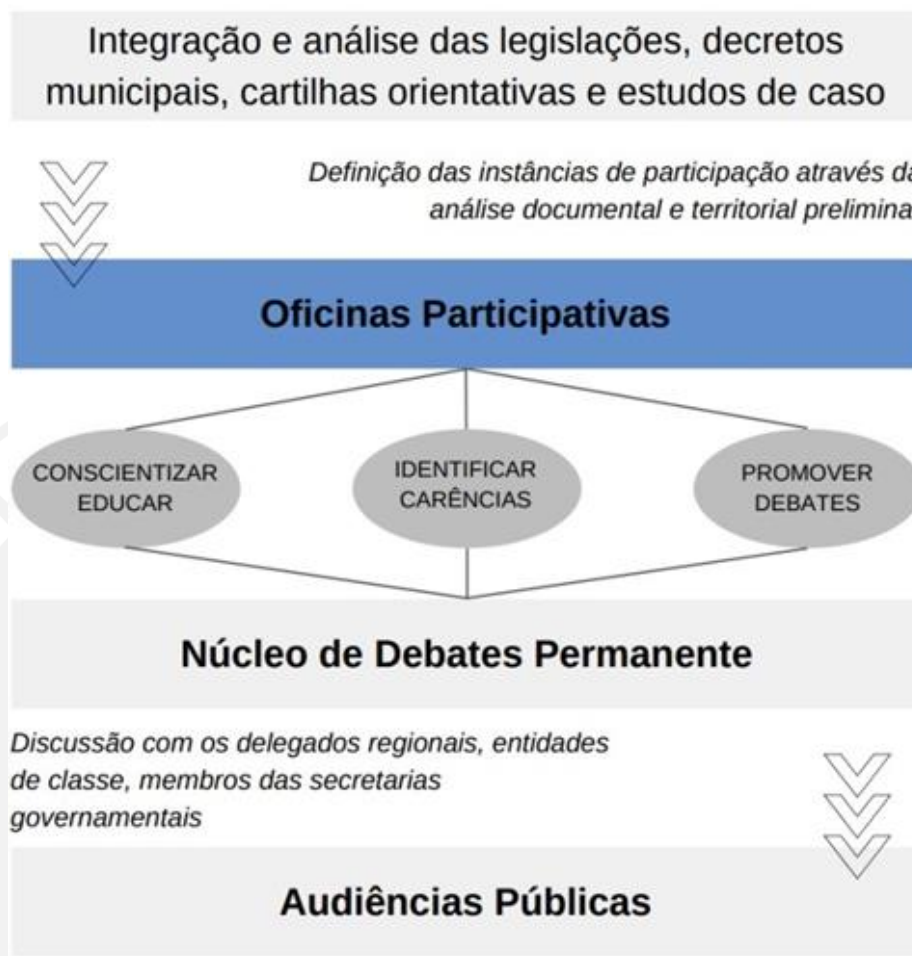 Integração e análise das legislações, decretos
municipais, cartilhas orientativas e estudos de caso
Definição das instâncias de participação através da
análise documental e territorial prelimina
Oficinas Participativas
CONSCIENTIZAR
EDUCAR
IDENTIFICAR
CARÊNCIAS
PROMOVER
DEBATES
Núcleo de Debates Permanente
Discussão com os delegados regionais, entidades
de classe, membros das secretarias
governamentais
Audiências Públicas